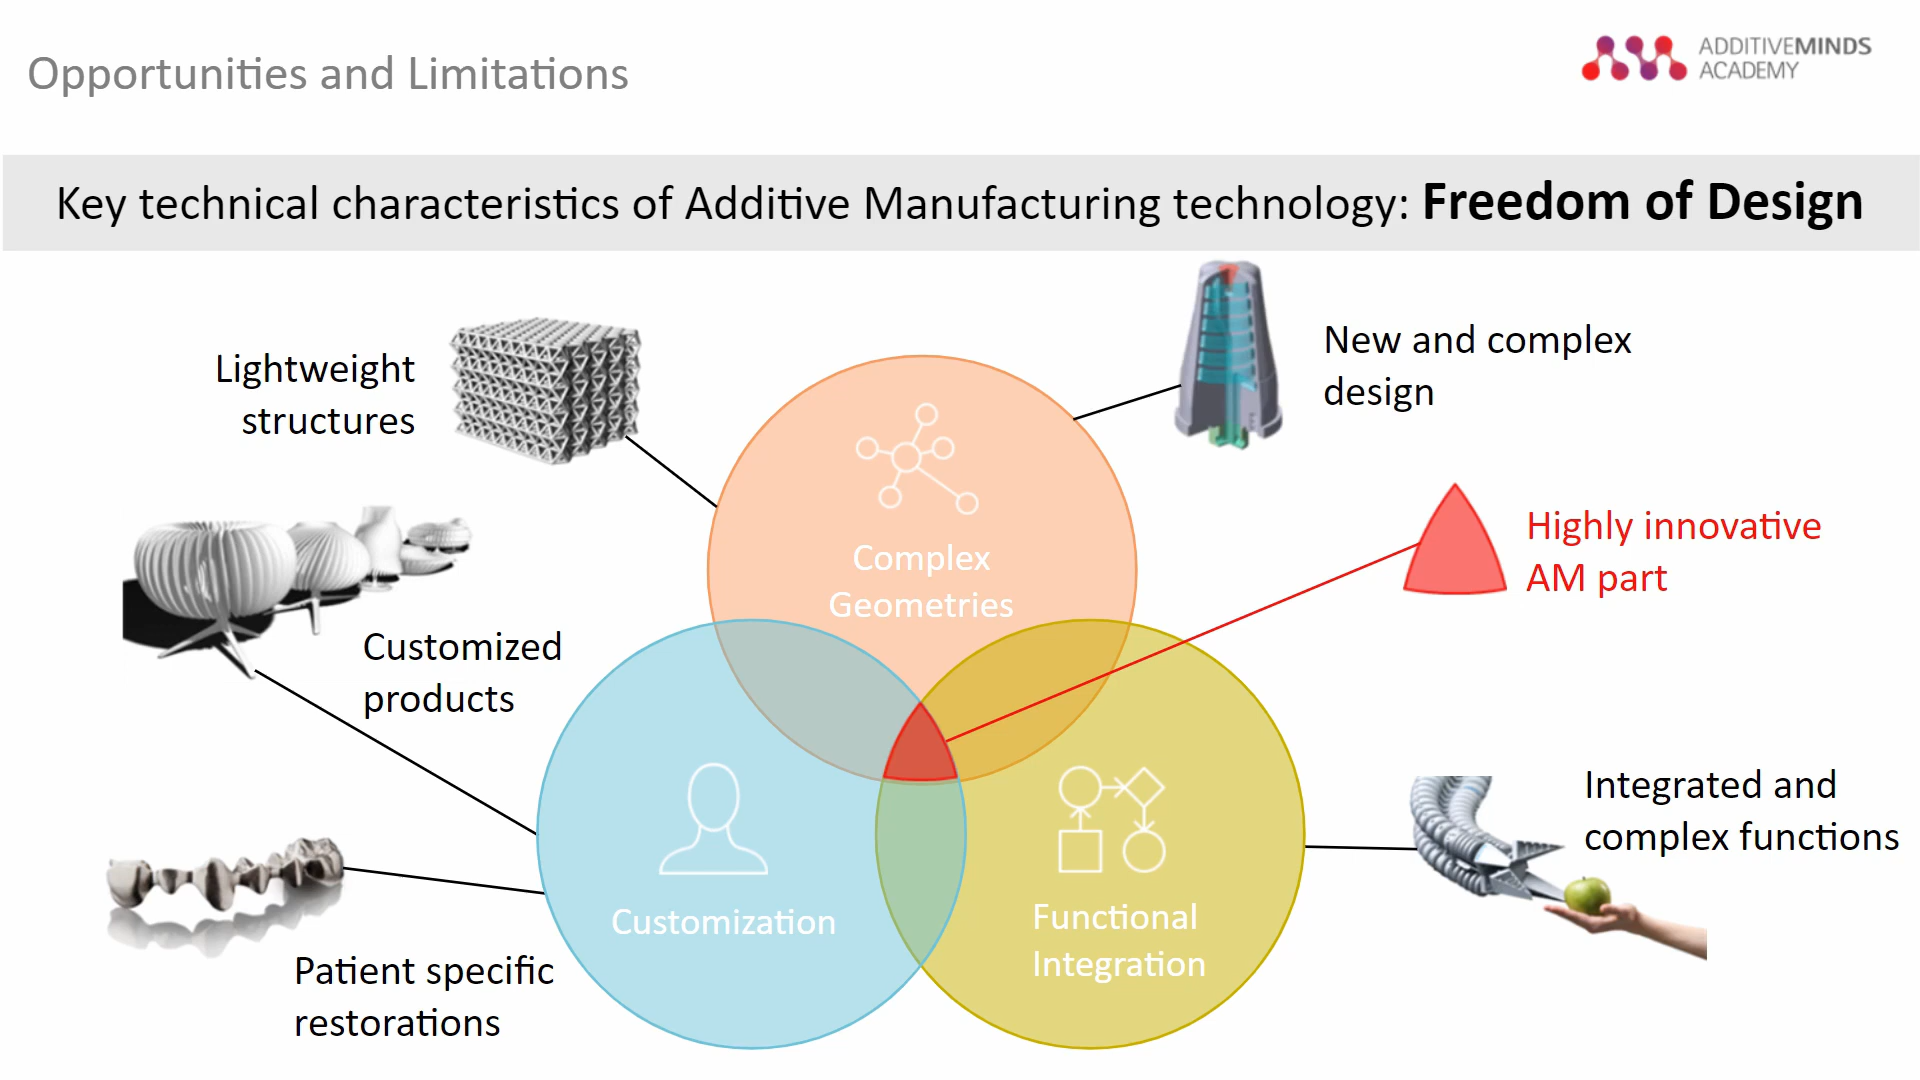 Opportunities and Limitations
ADDITIVEMINDS
ACADEMY
Key technical characteristics of Additive Manufacturing technology: Freedom of Design
Lightweight
structures
New and complex
design
Highly innovative
AM part
Complex
Geometries
Customized
products
Integrated and
complex functions
Customization
Functional
Integration
Patient specific
restorations